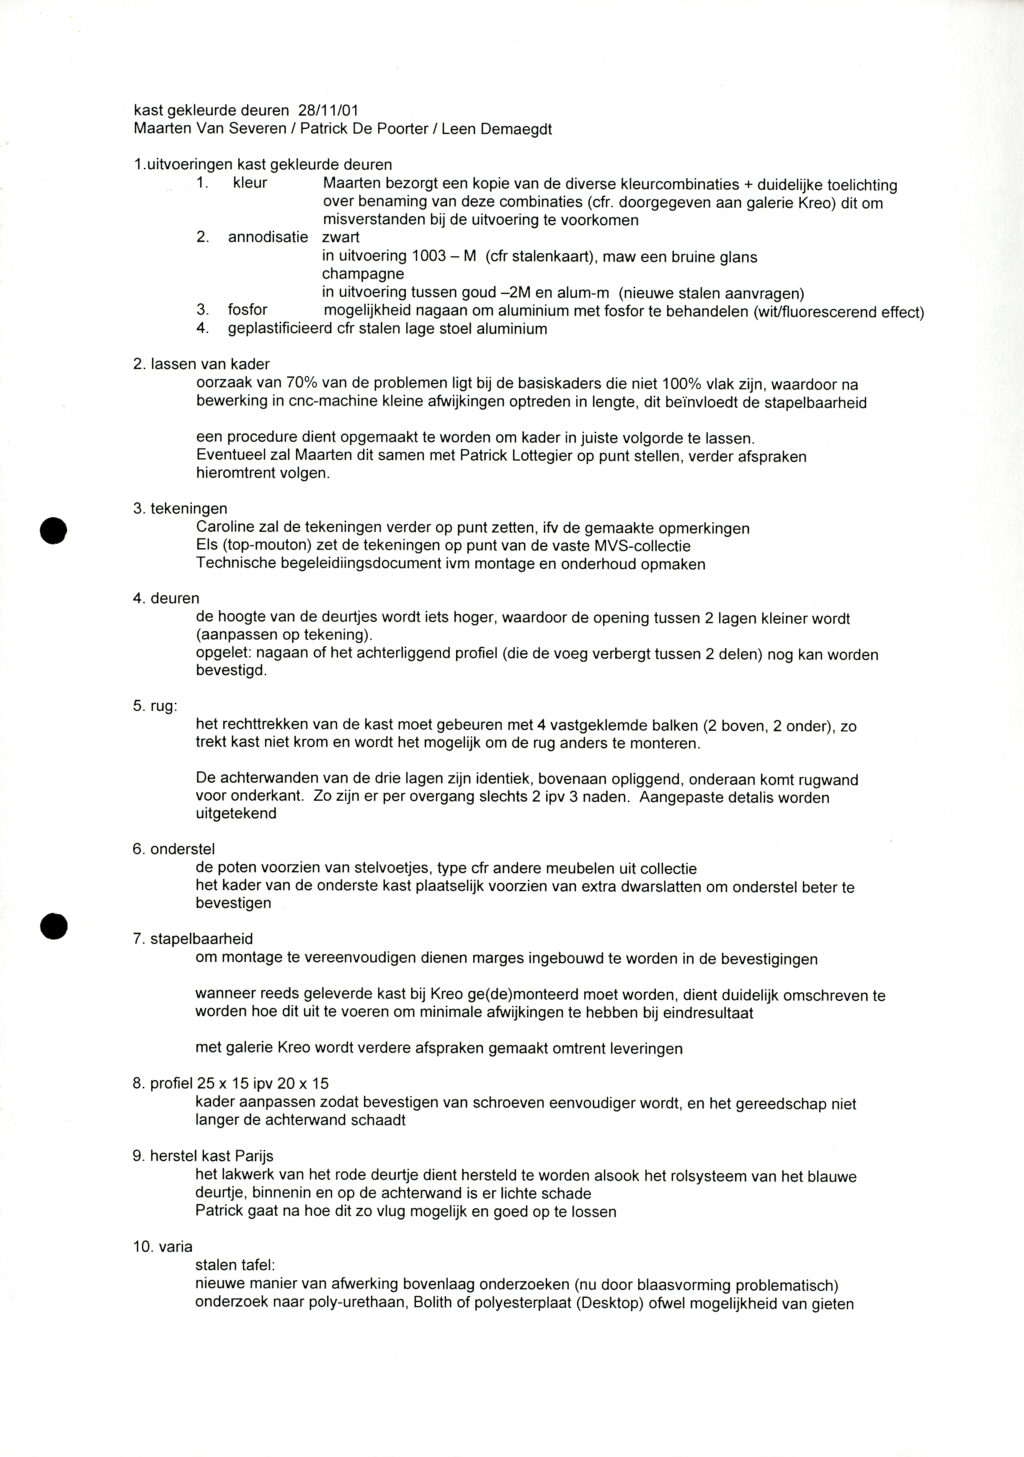 kast gekleurde deuren 28/11/01
Maarten Van Severen / Patrick De Poorter / Leen Demaegdt
1.uitvoeringen kast gekleurde deuren
1. kleur Maarten bezorgt een kopie van de diverse kleurcombinaties + duidelijke toelichting
over benaming van deze combinaties (cfr. doorgegeven aan galerie Kreo) dit om
misverstanden bij de uitvoering te voorkomen
2. annodisatie zwart
in uitvoering 1003 – M (cfr stalenkaart), maw een bruine glans
champagne
in uitvoering tussen goud –2M en alum-m (nieuwe stalen aanvragen)
3. fosfor mogelijkheid nagaan om aluminium met fosfor te behandelen (wit/fluorescerend effect)
4. geplastificieerd cfr stalen lage stoel aluminium
2. lassen van kader
oorzaak van 70% van de problemen ligt bij de basiskaders die niet 100% vlak zijn, waardoor na
bewerking in cnc-machine kleine afwijkingen optreden in lengte, dit beïnvloedt de stapelbaarheid
een procedure dient opgemaakt te worden om kader in juiste volgorde te lassen.
Eventueel zal Maarten dit samen met Patrick Lottegier op punt stellen, verder afspraken
hieromtrent volgen.
3. tekeningen
Caroline zal de tekeningen verder op punt zetten, ifv de gemaakte opmerkingen
Els (top-mouton) zet de tekeningen op punt van de vaste MVS-collectie
Technische begeleidiingsdocument ivm montage en onderhoud opmaken
4. deuren
de hoogte van de deurtjes wordt iets hoger, waardoor de opening tussen 2 lagen kleiner wordt
(aanpassen op tekening).
opgelet: nagaan of het achterliggend profiel (die de voeg verbergt tussen 2 delen) nog kan worden
bevestigd.
5. rug:
het rechttrekken van de kast moet gebeuren met 4 vastgeklemde balken (2 boven, 2 onder), zo
trekt kast niet krom en wordt het mogelijk om de rug anders te monteren.
De achterwanden van de drie lagen zijn identiek, bovenaan opliggend, onderaan komt rugwand
voor onderkant. Zo zijn er per overgang slechts 2 ipv 3 naden. Aangepaste detalis worden
uitgetekend
6. onderstel
de poten voorzien van stelvoetjes, type cfr andere meubelen uit collectie
het kader van de onderste kast plaatselijk voorzien van extra dwarslatten om onderstel beter te
bevestigen
7. stapelbaarheid
om montage te vereenvoudigen dienen marges ingebouwd te worden in de bevestigingen
wanneer reeds geleverde kast bij Kreo ge(de)monteerd moet worden, dient duidelijk omschreven te
worden hoe dit uit te voeren om minimale afwijkingen te hebben bij eindresultaat
met galerie Kreo wordt verdere afspraken gemaakt omtrent leveringen
8. profiel 25 x 15 ipv 20 x 15
kader aanpassen zodat bevestigen van schroeven eenvoudiger wordt, en het gereedschap niet
langer de achterwand schaadt
9. herstel kast Parijs
het lakwerk van het rode deurtje dient hersteld te worden alsook het rolsysteem van het blauwe
deurtje, binnenin en op de achterwand is er lichte schade
Patrick gaat na hoe dit zo vlug mogelijk en goed op te lossen
10. varia
stalen tafel:
nieuwe manier van afwerking bovenlaag onderzoeken (nu door blaasvorming problematisch)
onderzoek naar poly-urethaan, Bolith of polyesterplaat (Desktop) ofwel mogelijkheid van gieten